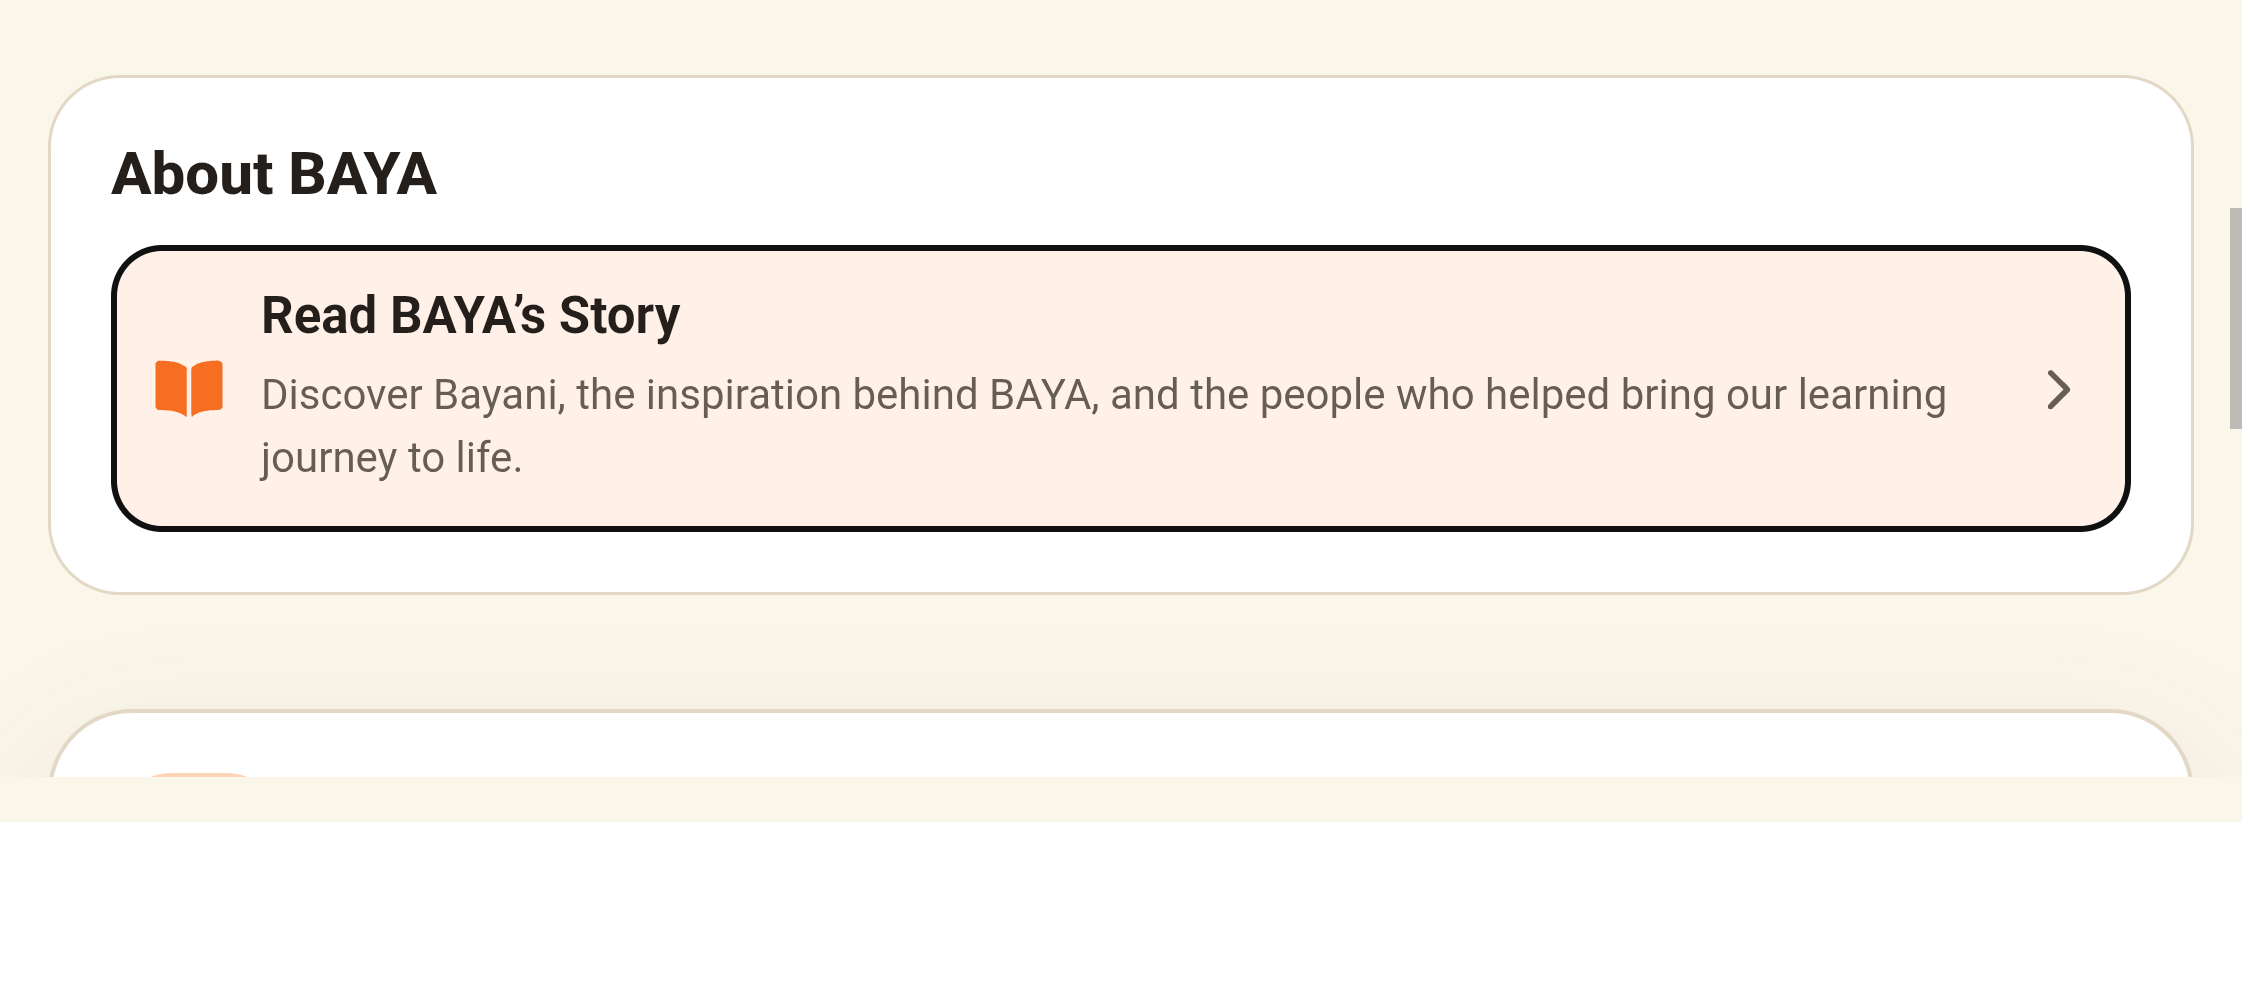 About BAYA
Read BAYA’s Story
Discover Bayani, the inspiration behind BAYA, and the people who helped bring our learning
journey to life.